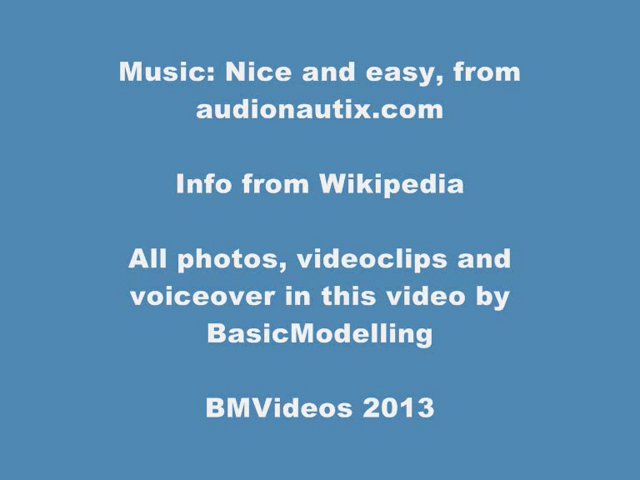 Music: Nice and easy, from
audionautix.com
Info from Wikipedia
All photos, videoclips and
voiceover in this video by
BasicModelling
BMVideos 2013